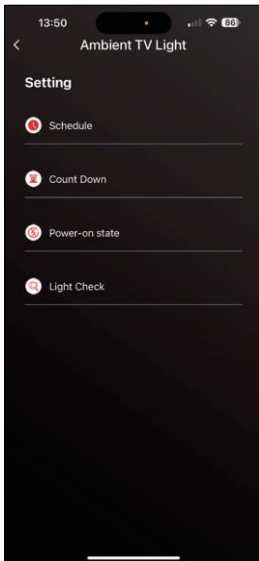 13:50
86
Ambient TV Light
Setting
Schedule
Count Down
Power-on state
Light Check